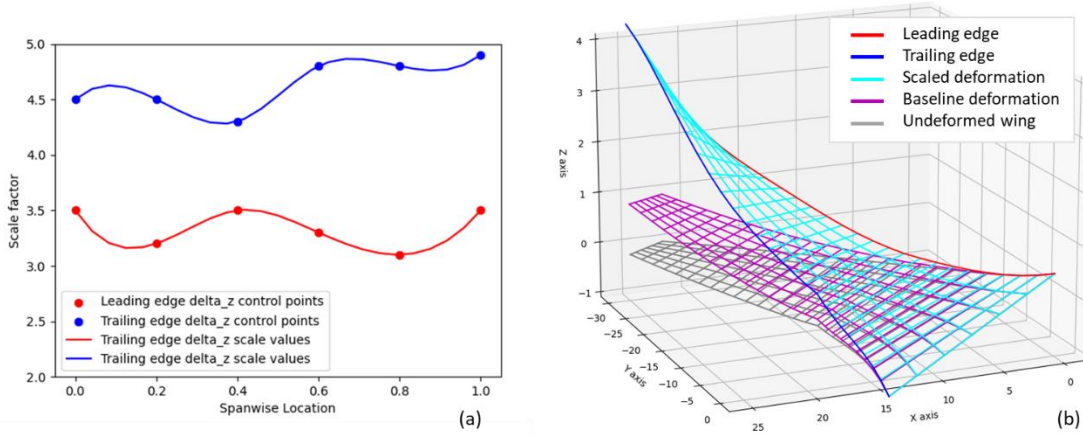 5.0
4.5
4.0
3.5
3.0
2.5
2.0
Scale factor
Leading edge delta_z control points
Trailing edge delta_z control points
Trailing edge delta_z scale values
Trailing edge delta_z scale values
0.0 0.2 0.4 0.6 0.8 1.0
Spanwise Location
(a)
Leading edge
Trailing edge
Scaled deformation
Baseline deformation
Undeformed wing
4
3
2
1
0
−1
Z axis
−30
−25
−20
−15
−10
−5
0
Y axis
25
20
15
10
5
0
X axis
(b)